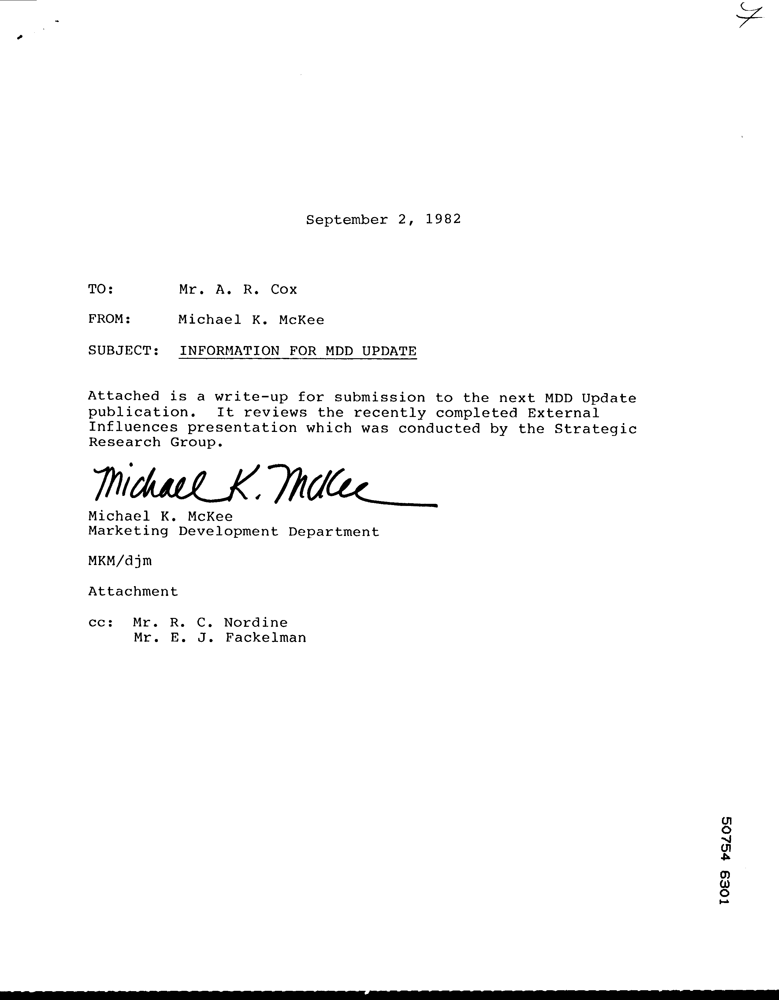 September 2, 1982
TO: Mr. A. R. Cox
FROM: Michael K. McKee
SUBJECT: INFORMATION FOR MDD UPDATE
Attached is a write-up for submission to the next MDD Update
publication. It reviews the recently completed External
Influences presentation which was conducted by the Strategic
Research Group.
Michael K. McKee
Michael K. McKee
Marketing Development Department
MKM/djm
Attachment
cc: Mr. R. C. Nordine
Mr. E. J. Fackelman
50754 6301